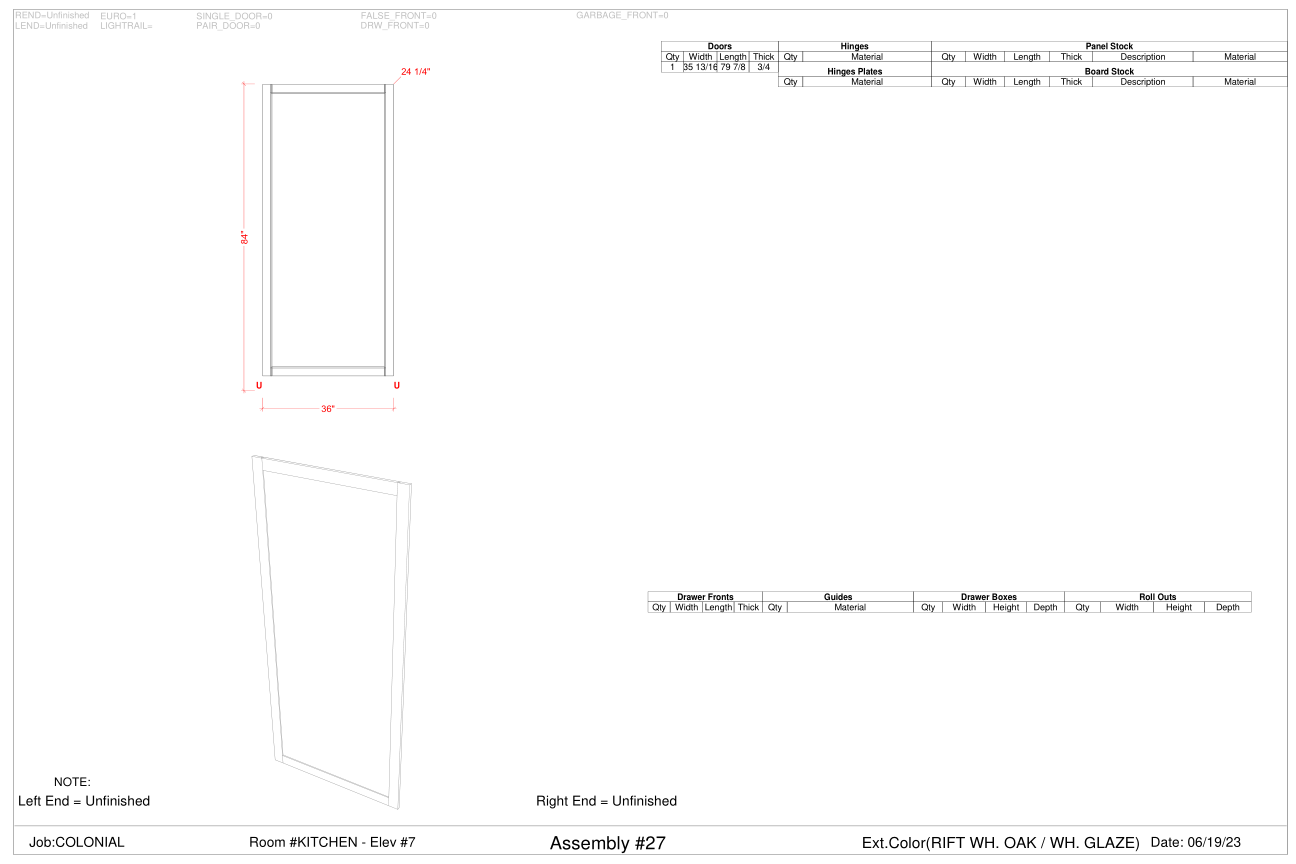 REND=Unfinished EURO=1 SINGLE_DOOR=0 FALSE_FRONT=0 GARBAGE_FRONT=0
LEND=Unfinished LIGHTRAIL= PAIR_DOOR=0 DRW_FRONT=0
Doors Hinges Panel Stock
Qty Width Length Thick Qty Material Qty Width Length Thick Description Material
1 35 13/16 79 7/8 3/4
Hinges Plates Board Stock
Qty Material Qty Width Length Thick Description Material
24 1/4"
84"
U U
36"
Drawer Fronts Guides Drawer Boxes Roll Outs
Qty Width Length Thick Qty Material Qty Width Height Depth Qty Width Height Depth
NOTE:
Left End = Unfinished Right End = Unfinished
Job:COLONIAL Room #KITCHEN - Elev #7 Assembly #27 Ext.Color(RIFT WH. OAK / WH. GLAZE) Date: 06/19/23